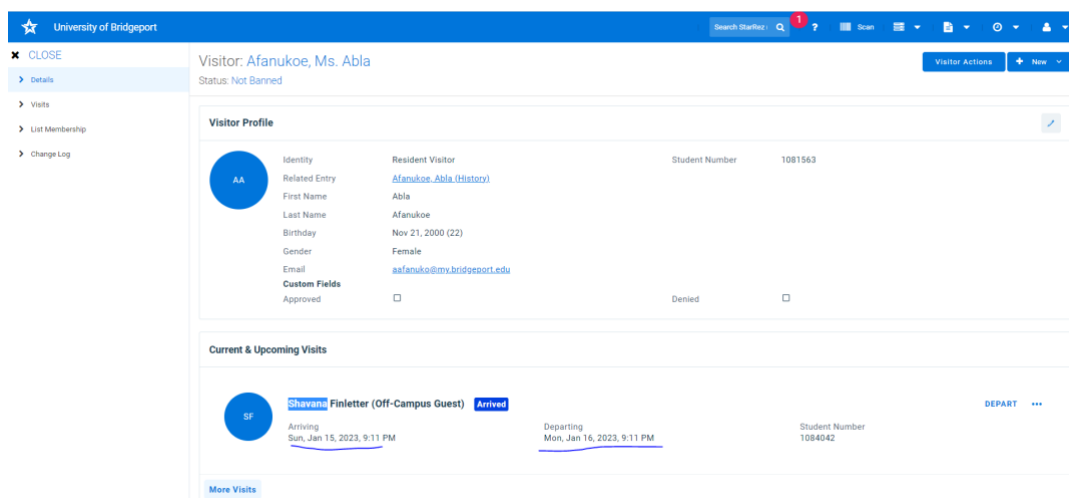 University of Bridgeport
Search StarRez
1
?
Scan
CLOSE
Details
Visits
List Membership
Change Log
Visitor: Afanukoe, Ms. Abla
Status: Not Banned
Visitor Actions
+ New
Visitor Profile
AA
Identity Resident Visitor Student Number 1081563
Related Entry Afanukoe, Abla (History)
First Name Abla
Last Name Afanukoe
Birthday Nov 21, 2000 (22)
Gender Female
Email aafanuko@my.bridgeport.edu
Custom Fields
Approved Denied
Current & Upcoming Visits
SF
Shavana Finletter (Off-Campus Guest) Arrived DEPART •••
Arriving Departing Student Number
Sun, Jan 15, 2023, 9:11 PM Mon, Jan 16, 2023, 9:11 PM 1084042
More Visits